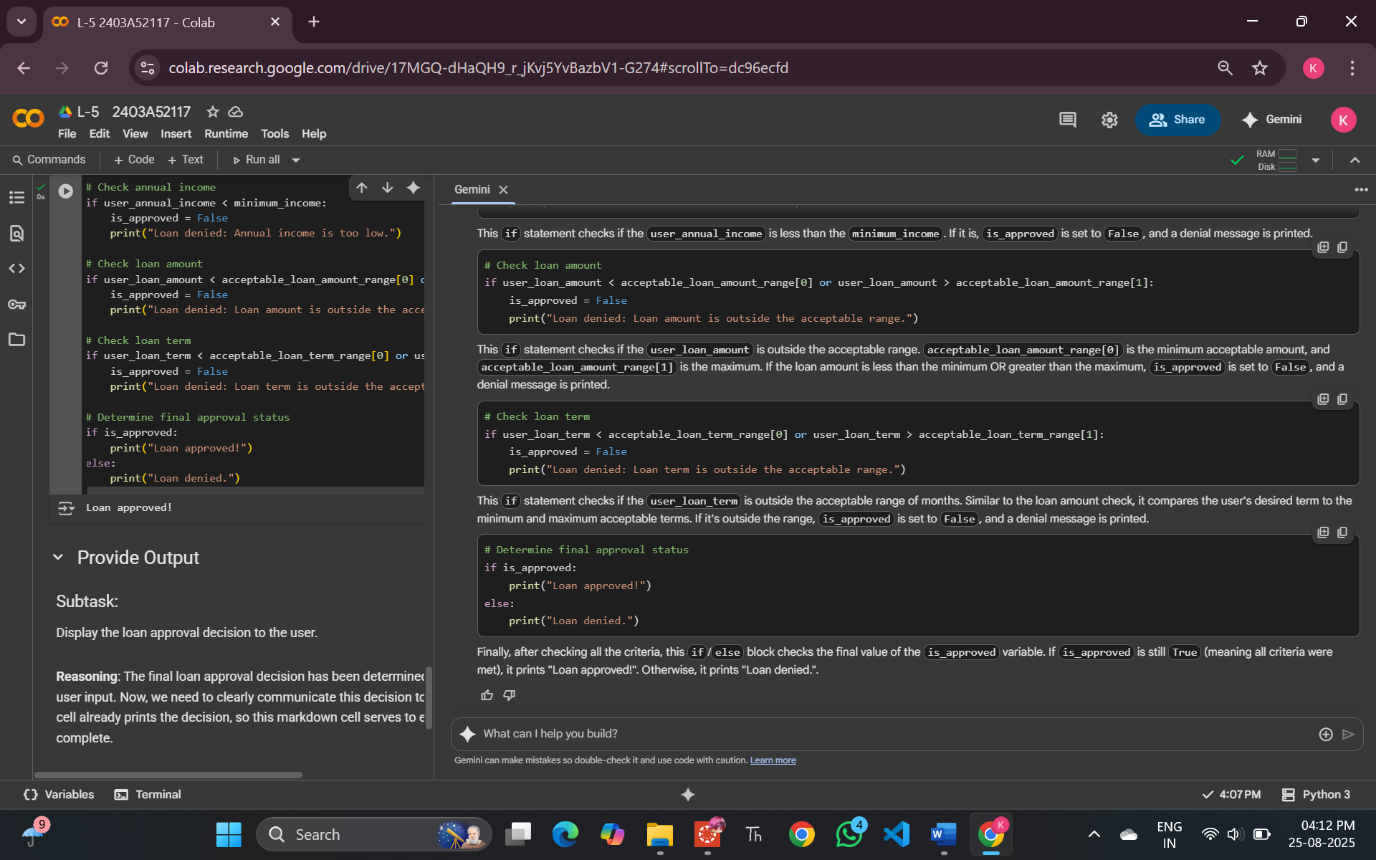 L-5 2403A52117 - Colab
colab.research.google.com/drive/17MGQ-dHaQH9_r_jKvj5YvBazbV1-G274#scrollTo=dc96ecfd
K
L-5 2403A52117
File Edit View Insert Runtime Tools Help
Share
Gemini
K
Commands + Code + Text Run all
RAM
Disk
0s
# Check annual income
if user_annual_income < minimum_income:
is_approved = False
print("Loan denied: Annual income is too low.")
# Check loan amount
if user_loan_amount < acceptable_loan_amount_range[0] o
is_approved = False
print("Loan denied: Loan amount is outside the acce
# Check loan term
if user_loan_term < acceptable_loan_term_range[0] or us
is_approved = False
print("Loan denied: Loan term is outside the accept
# Determine final approval status
if is_approved:
print("Loan approved!")
else:
print("Loan denied.")
Loan approved!
Provide Output
Subtask:
Display the loan approval decision to the user.
Reasoning: The final loan approval decision has been determined
user input. Now, we need to clearly communicate this decision to
cell already prints the decision, so this markdown cell serves to e
complete.
Gemini
This if statement checks if the user_annual_income is less than the minimum_income. If it is, is_approved is set to False, and a denial message is printed.
# Check loan amount
if user_loan_amount < acceptable_loan_amount_range[0] or user_loan_amount > acceptable_loan_amount_range[1]:
is_approved = False
print("Loan denied: Loan amount is outside the acceptable range.")
This if statement checks if the user_loan_amount is outside the acceptable range. acceptable_loan_amount_range[0] is the minimum acceptable amount, and
acceptable_loan_amount_range[1] is the maximum. If the loan amount is less than the minimum OR greater than the maximum, is_approved is set to False, and a
denial message is printed.
# Check loan term
if user_loan_term < acceptable_loan_term_range[0] or user_loan_term > acceptable_loan_term_range[1]:
is_approved = False
print("Loan denied: Loan term is outside the acceptable range.")
This if statement checks if the user_loan_term is outside the acceptable range of months. Similar to the loan amount check, it compares the user's desired term to the
minimum and maximum acceptable terms. If it's outside the range, is_approved is set to False, and a denial message is printed.
# Determine final approval status
if is_approved:
print("Loan approved!")
else:
print("Loan denied.")
Finally, after checking all the criteria, this if / else block checks the final value of the is_approved variable. If is_approved is still True (meaning all criteria were
met), it prints "Loan approved!". Otherwise, it prints "Loan denied.".
What can I help you build?
Gemini can make mistakes so double-check it and use code with caution. Learn more
Variables Terminal
4:07PM Python 3
9
Search
Th
4
K
ENG
IN
04:12 PM
25-08-2025